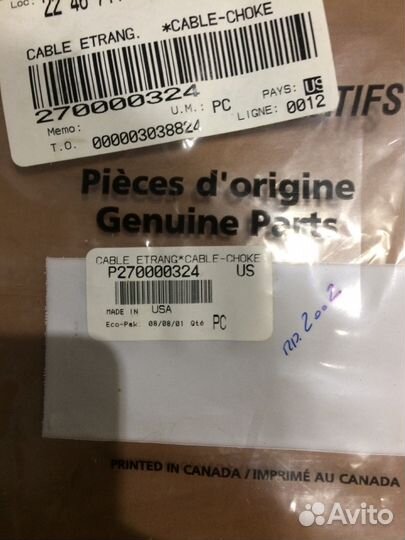 Loc:
CABLE ETRANG. *CABLE-CHOKE
270000324
U.M.: PC
PAYS: US
Memo:
LIGNE: 0012
T.O. 000003038824
TIFS
Pièces d'origine
Genuine Parts
CABLE ETRANG*CABLE-CHOKE
P270000324 US
MADE IN USA
Eco-Pak: 08/08/01 Qté PC
2002
PRINTED IN CANADA / IMPRIMÉ AU CANADA
Avito